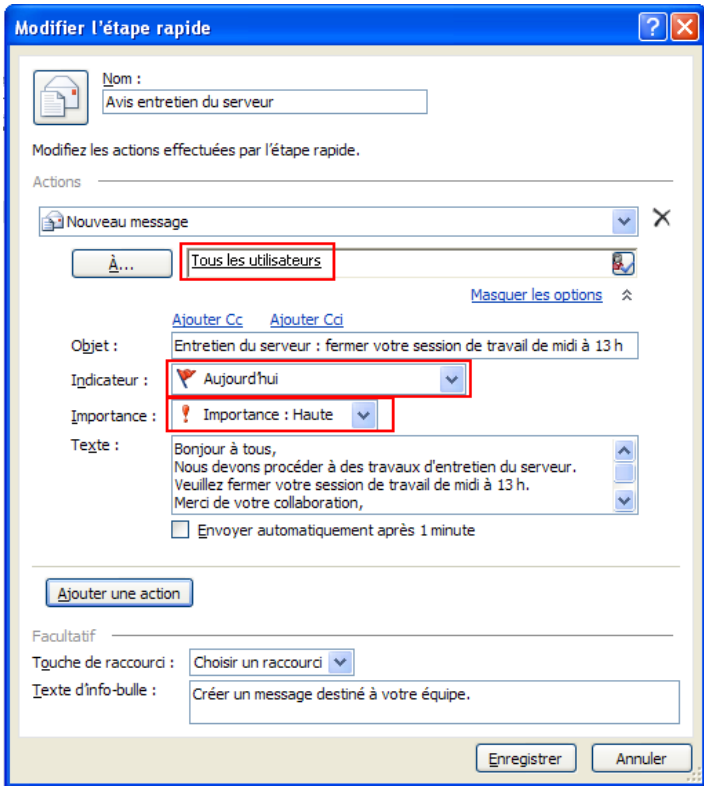 Modifier l'étape rapide
Nom :
Avis entretien du serveur
Modifiez les actions effectuées par l'étape rapide.
Actions
Nouveau message
À...
Tous les utilisateurs
Masquer les options
Ajouter Cc Ajouter Cci
Objet : Entretien du serveur : fermer votre session de travail de midi à 13 h
Indicateur : Aujourd'hui
Importance : Importance : Haute
Texte : Bonjour à tous,
Nous devons procéder à des travaux d'entretien du serveur.
Veuillez fermer votre session de travail de midi à 13 h.
Merci de votre collaboration,
Envoyer automatiquement après 1 minute
Ajouter une action
Facultatif
Touche de raccourci : Choisir un raccourci
Texte d'info-bulle : Créer un message destiné à votre équipe.
Enregistrer Annuler